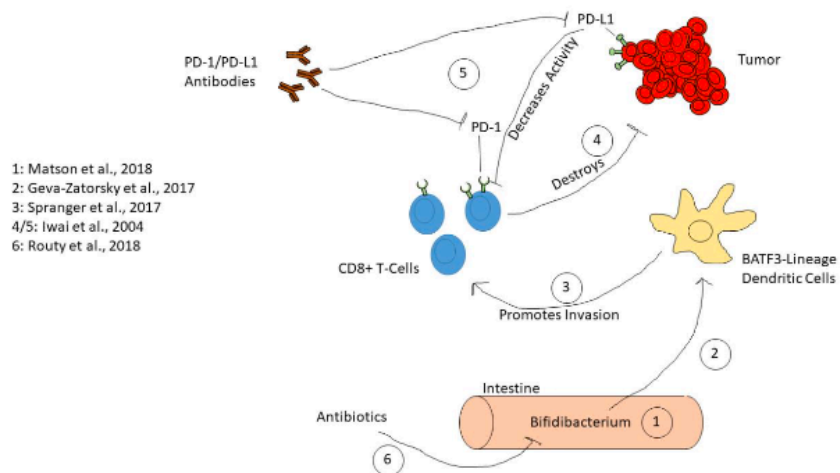 PD-L1
PD-1/PD-L1
Antibodies
Tumor
5
Decreases Activity
PD-1
4
Destroys
1: Matson et al., 2018
2: Geva-Zatorsky et al., 2017
3: Spranger et al., 2017
4/5: Iwai et al., 2004
6: Routy et al., 2018
CD8+ T-Cells
BATF3-Lineage
Dendritic Cells
3
Promotes Invasion
2
Intestine
Antibiotics
Bifidibacterium
1
6